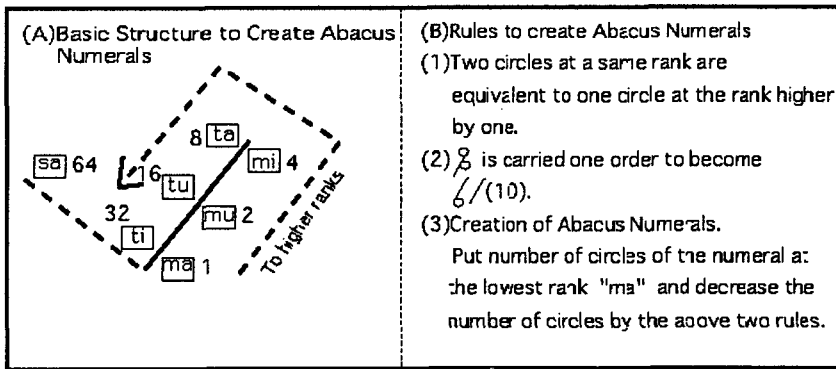 (A)Basic Structure to Create Abacus
Numerals
8 ta
mi 4
sa 64
16 tu
32
mu 2
ti
ma 1
To higher ranks
(B)Rules to create Abacus Numerals
(1)Two circles at a same rank are
equivalent to one circle at the rank higher
by one.
(2) is carried one order to become
(10).
(3)Creation of Abacus Numerals.
Put number of circles of the numeral at
the lowest rank "ma" and decrease the
number of circles by the above two rules.